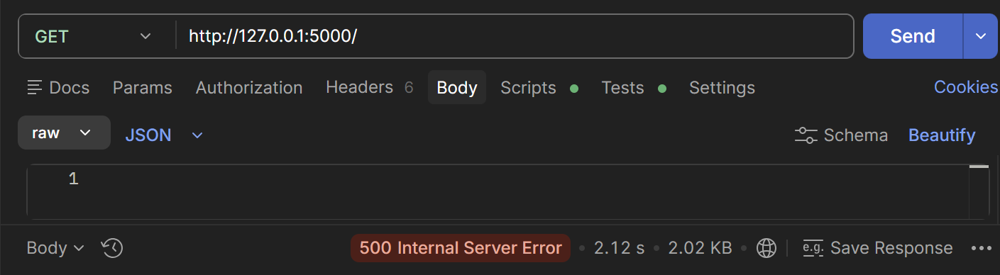 GET http://127.0.0.1:5000/ Send
Docs Params Authorization Headers 6 Body Scripts Tests Settings Cookies
raw JSON Schema Beautify
1
Body 500 Internal Server Error • 2.12 s • 2.02 KB • e.g. Save Response